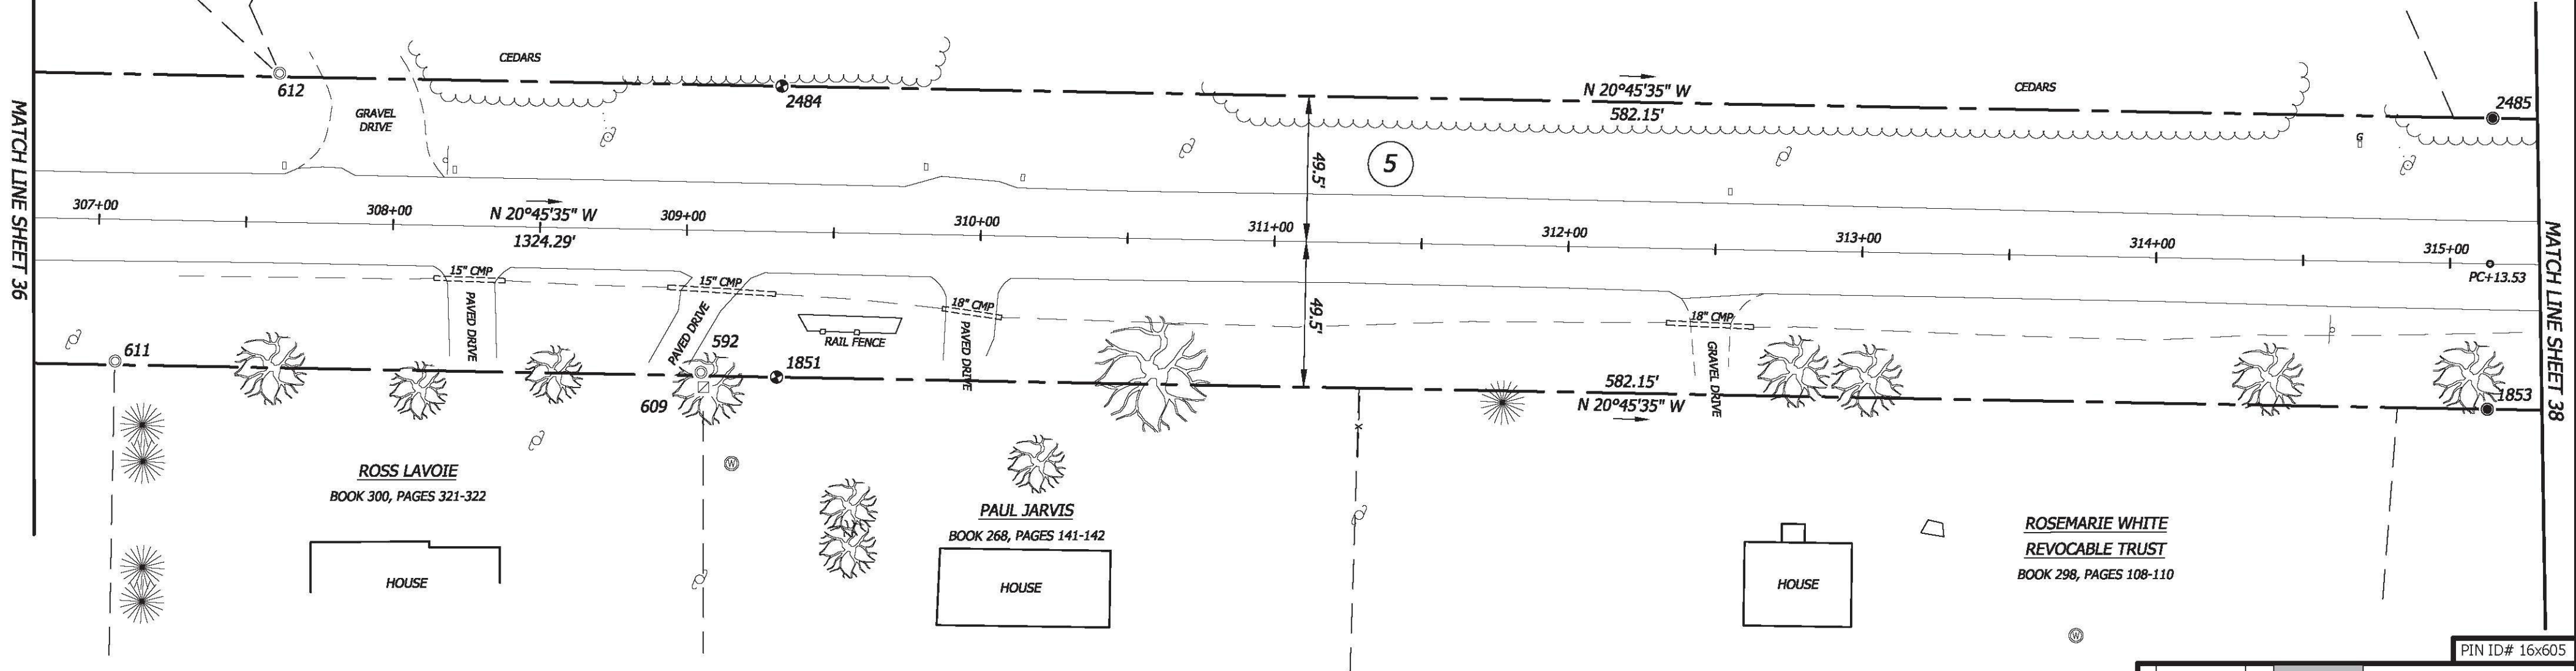 CEDARS
612
2484
GRAVEL
DRIVE
N 20°45'35" W
582.15'
CEDARS
2485
G
MATCH LINE SHEET 36
49.5'
5
307+00
308+00
N 20°45'35" W
1324.29'
309+00
310+00
311+00
312+00
313+00
314+00
315+00
PC+13.53
MATCH LINE SHEET 38
15" CMP
15" CMP
18" CMP
18" CMP
49.5'
PAVED DRIVE
PAVED DRIVE
RAIL FENCE
PAVED DRIVE
GRAVEL DRIVE
611
592
1851
609
582.15'
N 20°45'35" W
1853
x
W
ROSS LAVOIE
BOOK 300, PAGES 321-322
HOUSE
PAUL JARVIS
BOOK 268, PAGES 141-142
HOUSE
HOUSE
ROSEMARIE WHITE
REVOCABLE TRUST
BOOK 298, PAGES 108-110
W
PIN ID# 16x605